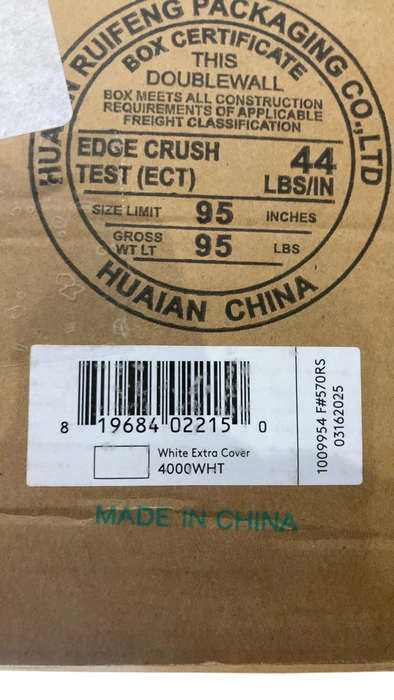 HUAIAN RUIFENG PACKAGING CO.,LTD
BOX CERTIFICATE
THIS
DOUBLEWALL
BOX MEETS ALL CONSTRUCTION
REQUIREMENTS OF APPLICABLE
FREIGHT CLASSIFICATION
EDGE CRUSH
TEST (ECT)
44
LBS/IN
SIZE LIMIT 95 INCHES
GROSS
WT LT
95 LBS
HUAIAN CHINA
8 19684 02215 0
White Extra Cover
4000WHT
1009954 F#570RS
03162025
MADE IN CHINA